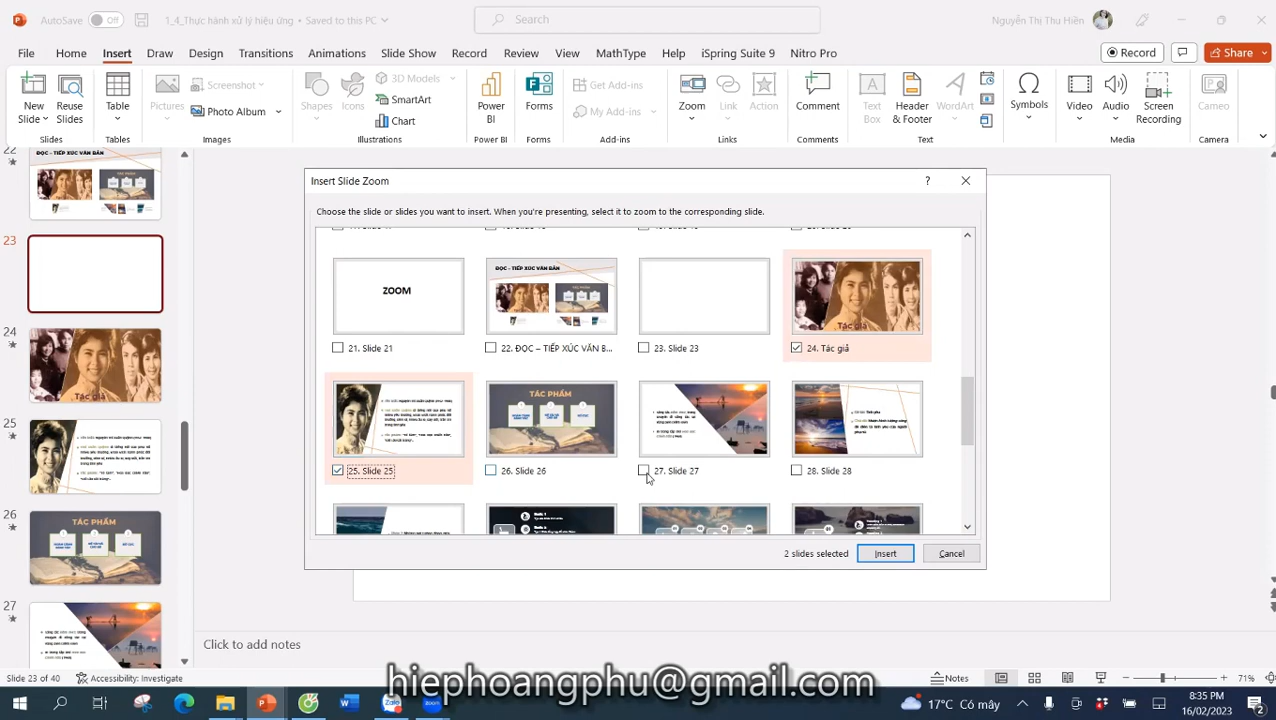 AutoSave Off 1_4_Thực hành xử lý hiệu ứng • Saved to this PC Search Nguyễn Thị Thu Hiền
File Home Insert Draw Design Transitions Animations Slide Show Record Review View MathType Help iSpring Suite 9 Nitro Pro Record Share
New Slide Reuse Slides Table Pictures Screenshot Photo Album Shapes Icons 3D Models SmartArt Chart Power BI Forms Get Add-ins My Add-ins Zoom Link Action Comment Text Box Header & Footer WordArt Symbols Video Audio Screen Recording Cameo
Slides Tables Images Illustrations Power BI Forms Add-ins Links Comments Text Media Camera
22
ĐỌC – TIẾP XÚC VĂN BẢN
23
24
Tác giả
25
26
TÁC PHẨM
27
Insert Slide Zoom
Choose the slide or slides you want to insert. When you're presenting, select it to zoom to the corresponding slide.
ZOOM
ĐỌC – TIẾP XÚC VĂN BẢN
Tác giả
21. Slide 21 22. ĐỌC – TIẾP XÚC VĂN B... 23. Slide 23 24. Tác giả
TÁC PHẨM
25. Slide 25 26. Slide 26 27. Slide 27 28. Slide 28
2 slides selected Insert Cancel
Click to add notes
Slide 23 of 40 Accessibility: Investigate Notes 71%
hiephoangphu@gmail.com
17°C Có mây 8:35 PM
16/02/2023